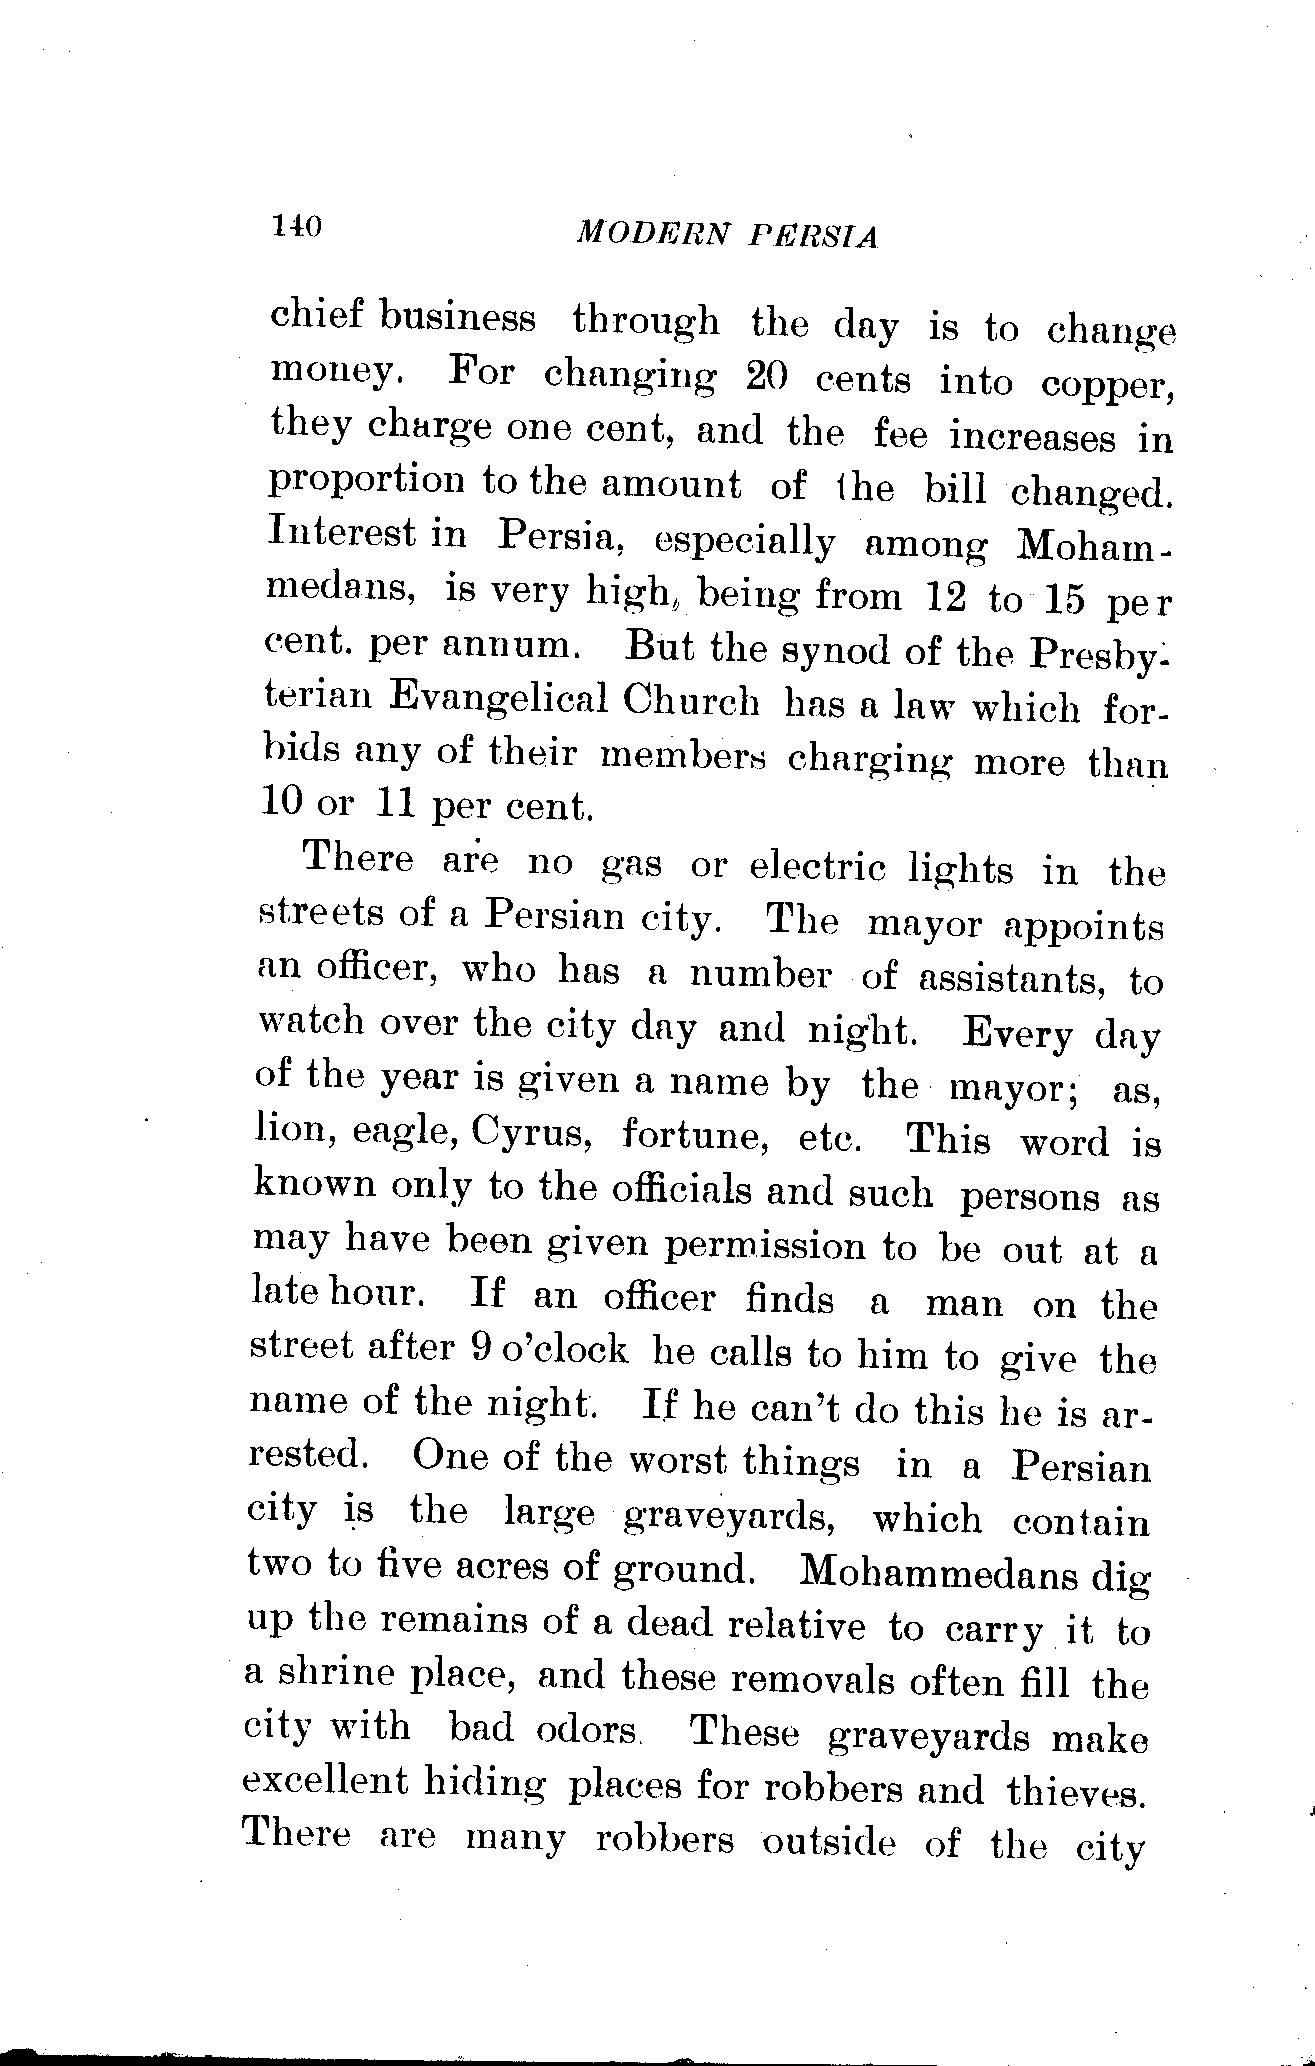 140 MODERN PERSIA
chief business through the day is to change
money. For changing 20 cents into copper,
they charge one cent, and the fee increases in
proportion to the amount of the bill changed.
Interest in Persia, especially among Moham-
medans, is very high, being from 12 to 15 per
cent. per annum. But the synod of the Presby-
terian Evangelical Church has a law which for-
bids any of their members charging more than
10 or 11 per cent.
There are no gas or electric lights in the
streets of a Persian city. The mayor appoints
an officer, who has a number of assistants, to
watch over the city day and night. Every day
of the year is given a name by the mayor; as,
lion, eagle, Cyrus, fortune, etc. This word is
known only to the officials and such persons as
may have been given permission to be out at a
late hour. If an officer finds a man on the
street after 9 o'clock he calls to him to give the
name of the night. If he can't do this he is ar-
rested. One of the worst things in a Persian
city is the large graveyards, which contain
two to five acres of ground. Mohammedans dig
up the remains of a dead relative to carry it to
a shrine place, and these removals often fill the
city with bad odors. These graveyards make
excellent hiding places for robbers and thieves.
There are many robbers outside of the city